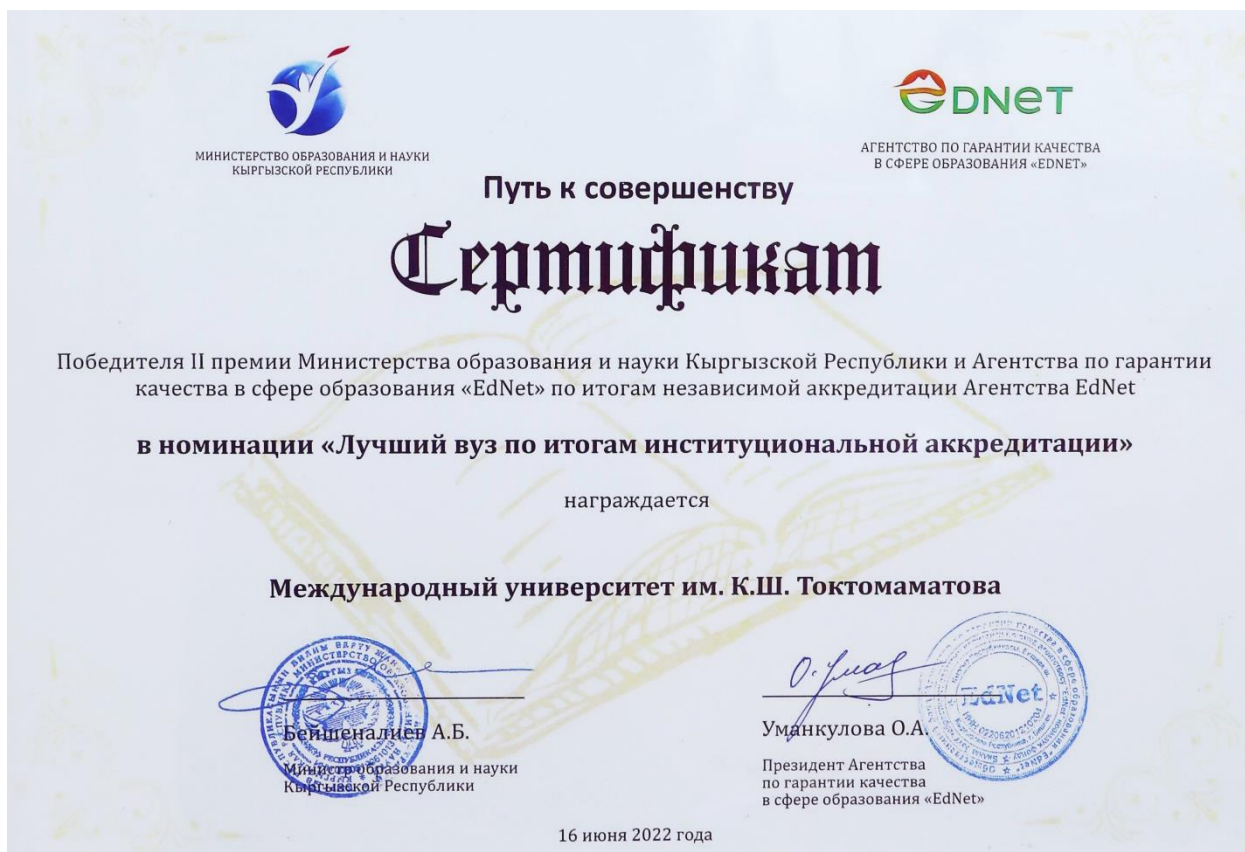 МИНИСТЕРСТВО ОБРАЗОВАНИЯ И НАУКИ
КЫРГЫЗСКОЙ РЕСПУБЛИКИ
EDNET
АГЕНТСТВО ПО ГАРАНТИИ КАЧЕСТВА
В СФЕРЕ ОБРАЗОВАНИЯ «EDNET»
Путь к совершенству
Сертификат
Победителя II премии Министерства образования и науки Кыргызской Республики и Агентства по гарантии
качества в сфере образования «EdNet» по итогам независимой аккредитации Агентства EdNet
в номинации «Лучший вуз по итогам институциональной аккредитации»
награждается
Международный университет им. К.Ш. Токтомаматова
Бейшеналиев А.Б.
Министр образования и науки
Кыргызской Республики
EdNet
Уманкулова О.А.
Президент Агентства
по гарантии качества
в сфере образования «EdNet»
16 июня 2022 года